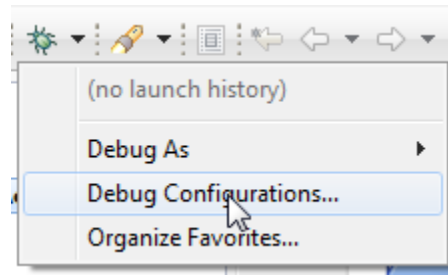 (no launch history)
Debug As
Debug Configurations...
Organize Favorites...